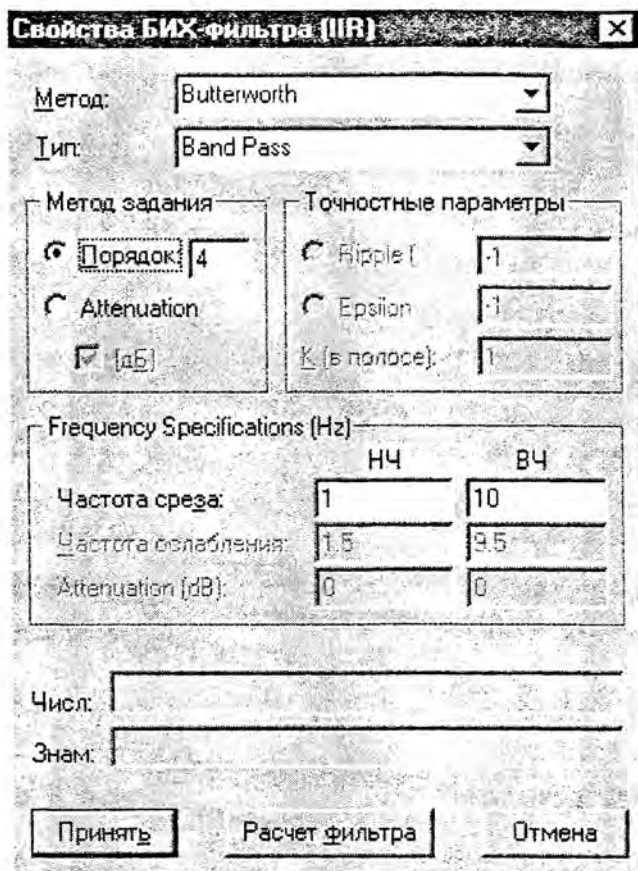 Свойства БИХ-фильтра (IIR)
Метод: Butterworth
Тип: Band Pass
Метод задания
Порядок: 4
Attenuation
(дБ)
Точностные параметры
Ripple ( -1
Epsilon -1
К (в полосе): 1
Frequency Specifications (Hz)
НЧ ВЧ
Частота среза: 1 10
Частота ослабления: 1.5 9.5
Attenuation (dB): 0 0
Числ:
Знам:
Принять Расчет фильтра Отмена